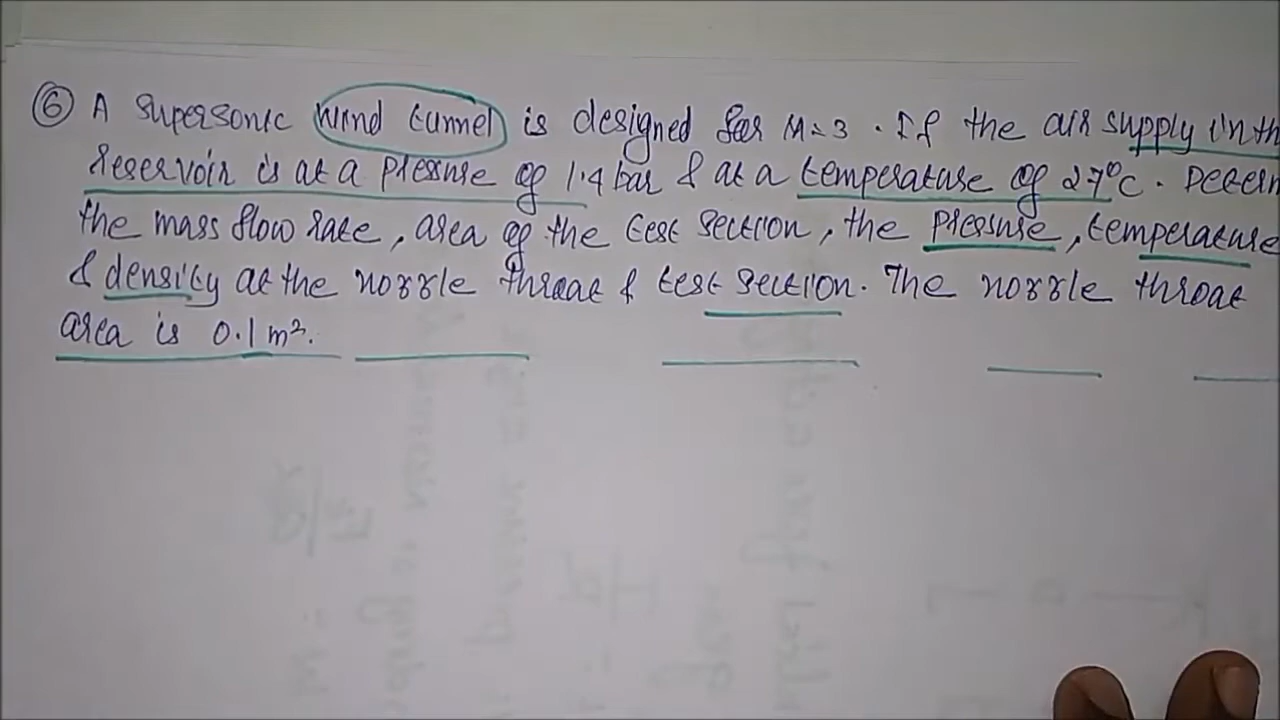 ⑥ A supersonic wind tunnel is designed for M = 3. If the air supply in th
reservoir is at a pressure of 1.4 bar & at a temperature of 27°C. Determ
the mass flow rate, area of the test section, the pressure, temperature
& density at the nozzle throat & test section. The nozzle throat
area is 0.1 m².